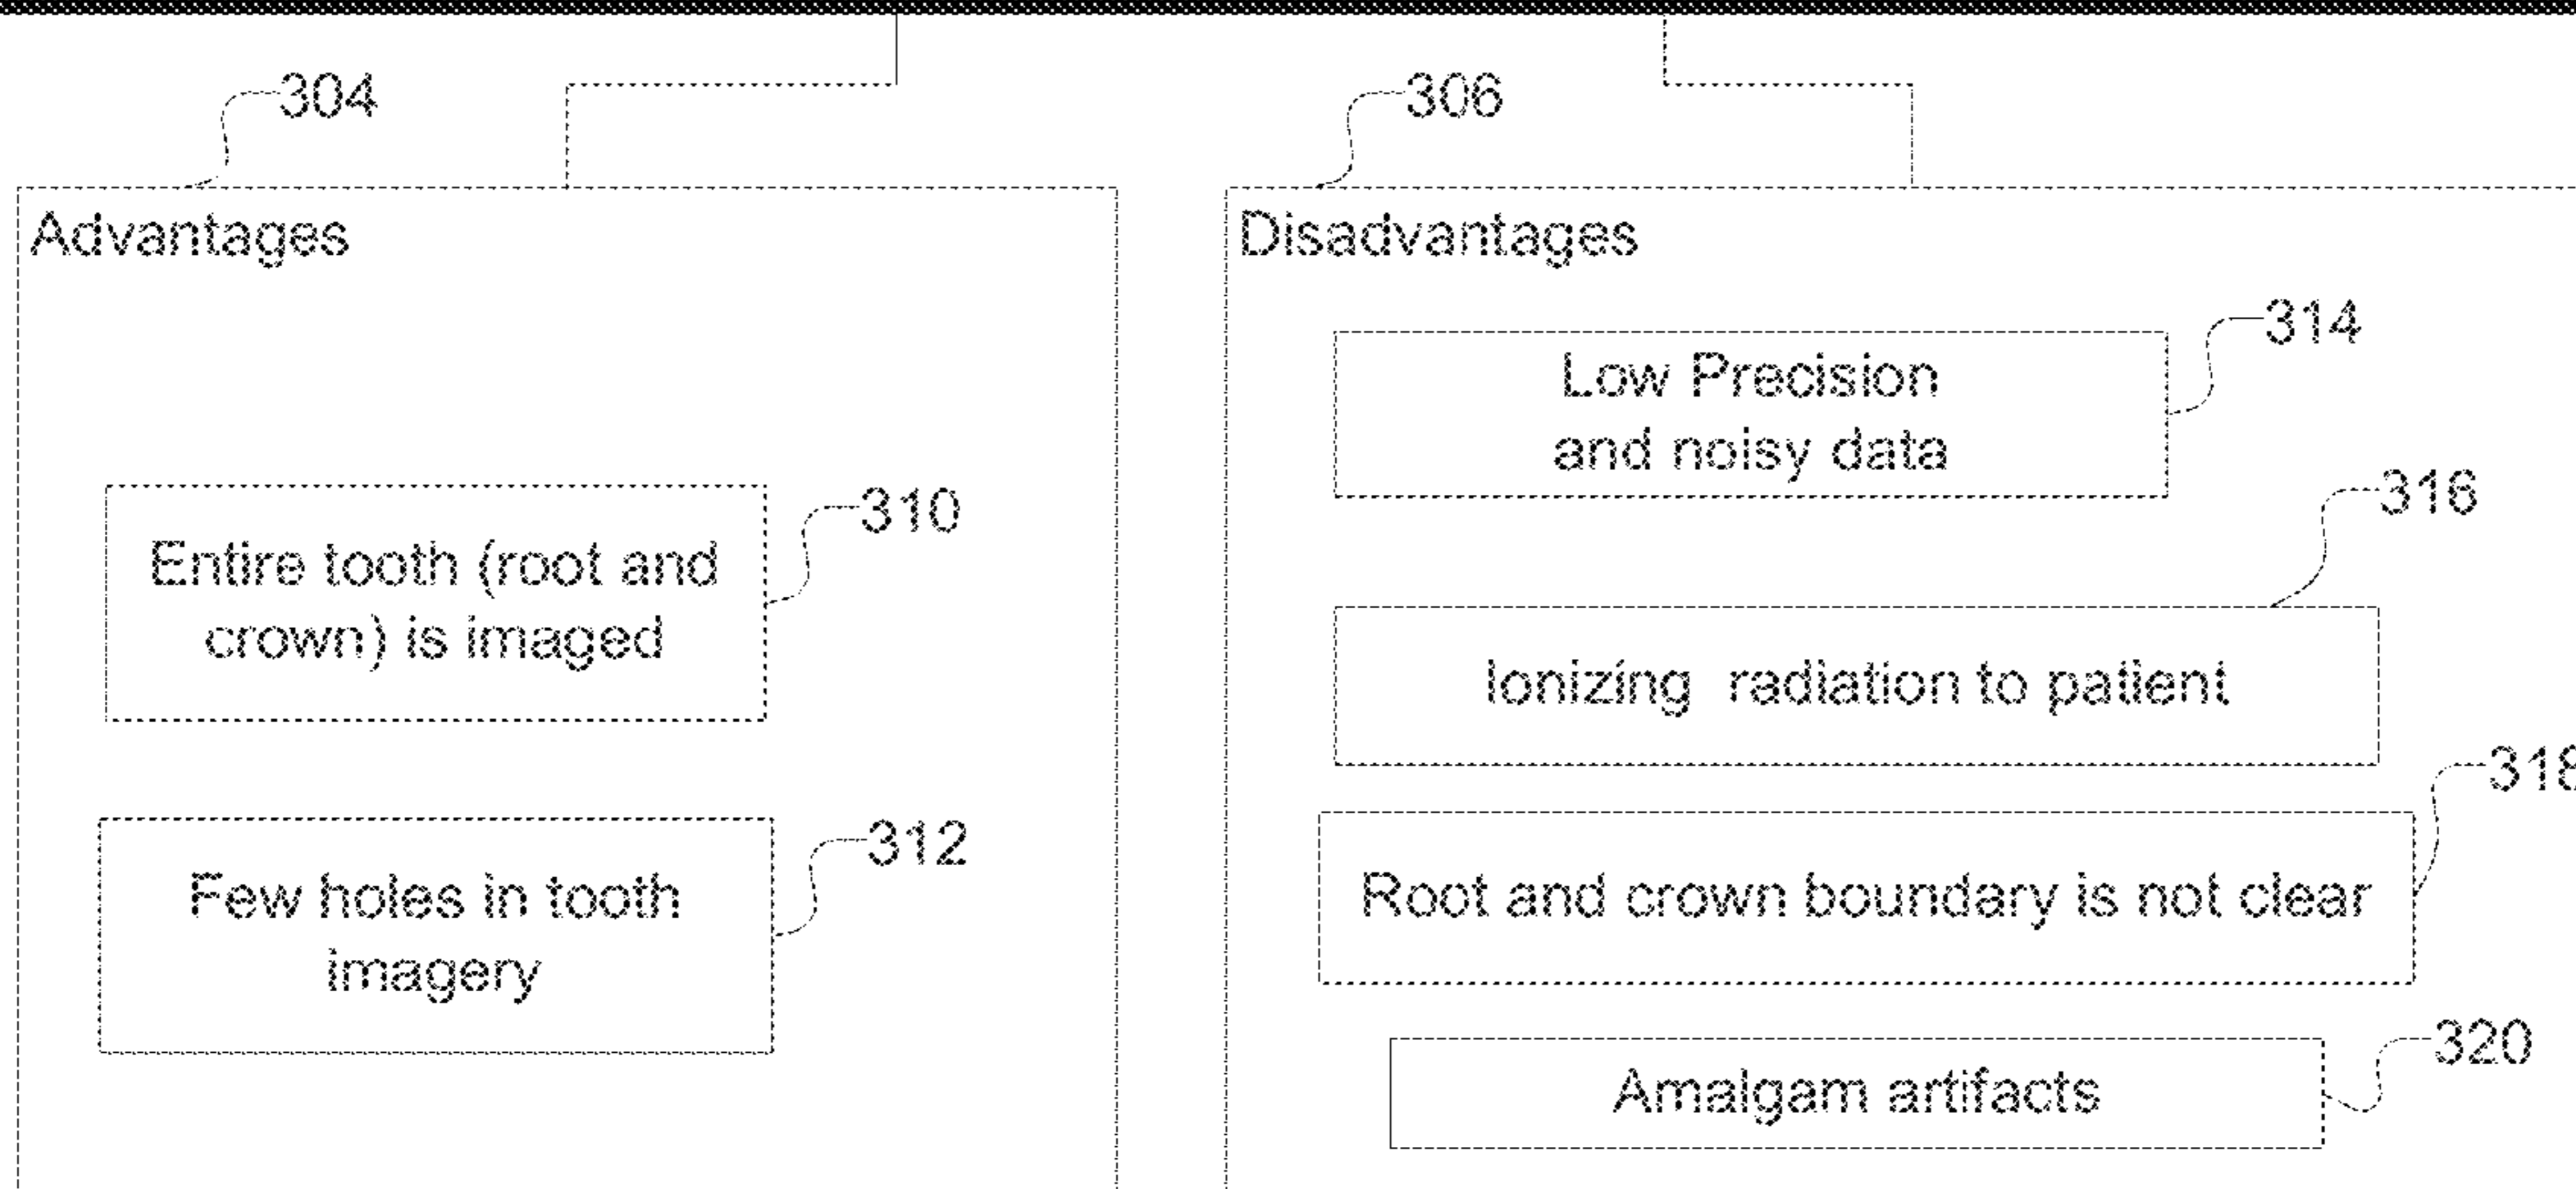 304
Advantages
310
Entire tooth (root and
crown) is imaged
312
Few holes in tooth
imagery
306
Disadvantages
314
Low Precision
and noisy data
316
Ionizing radiation to patient
318
Root and crown boundary is not clear
320
Amalgam artifacts